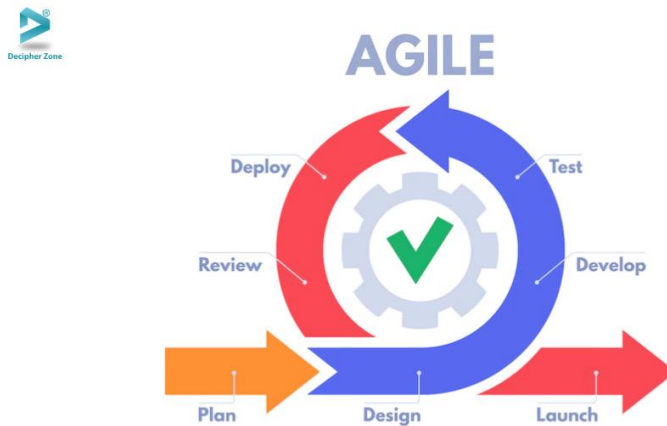 ®
Decipher Zone
AGILE
Deploy
Test
Review
Develop
Plan
Design
Launch